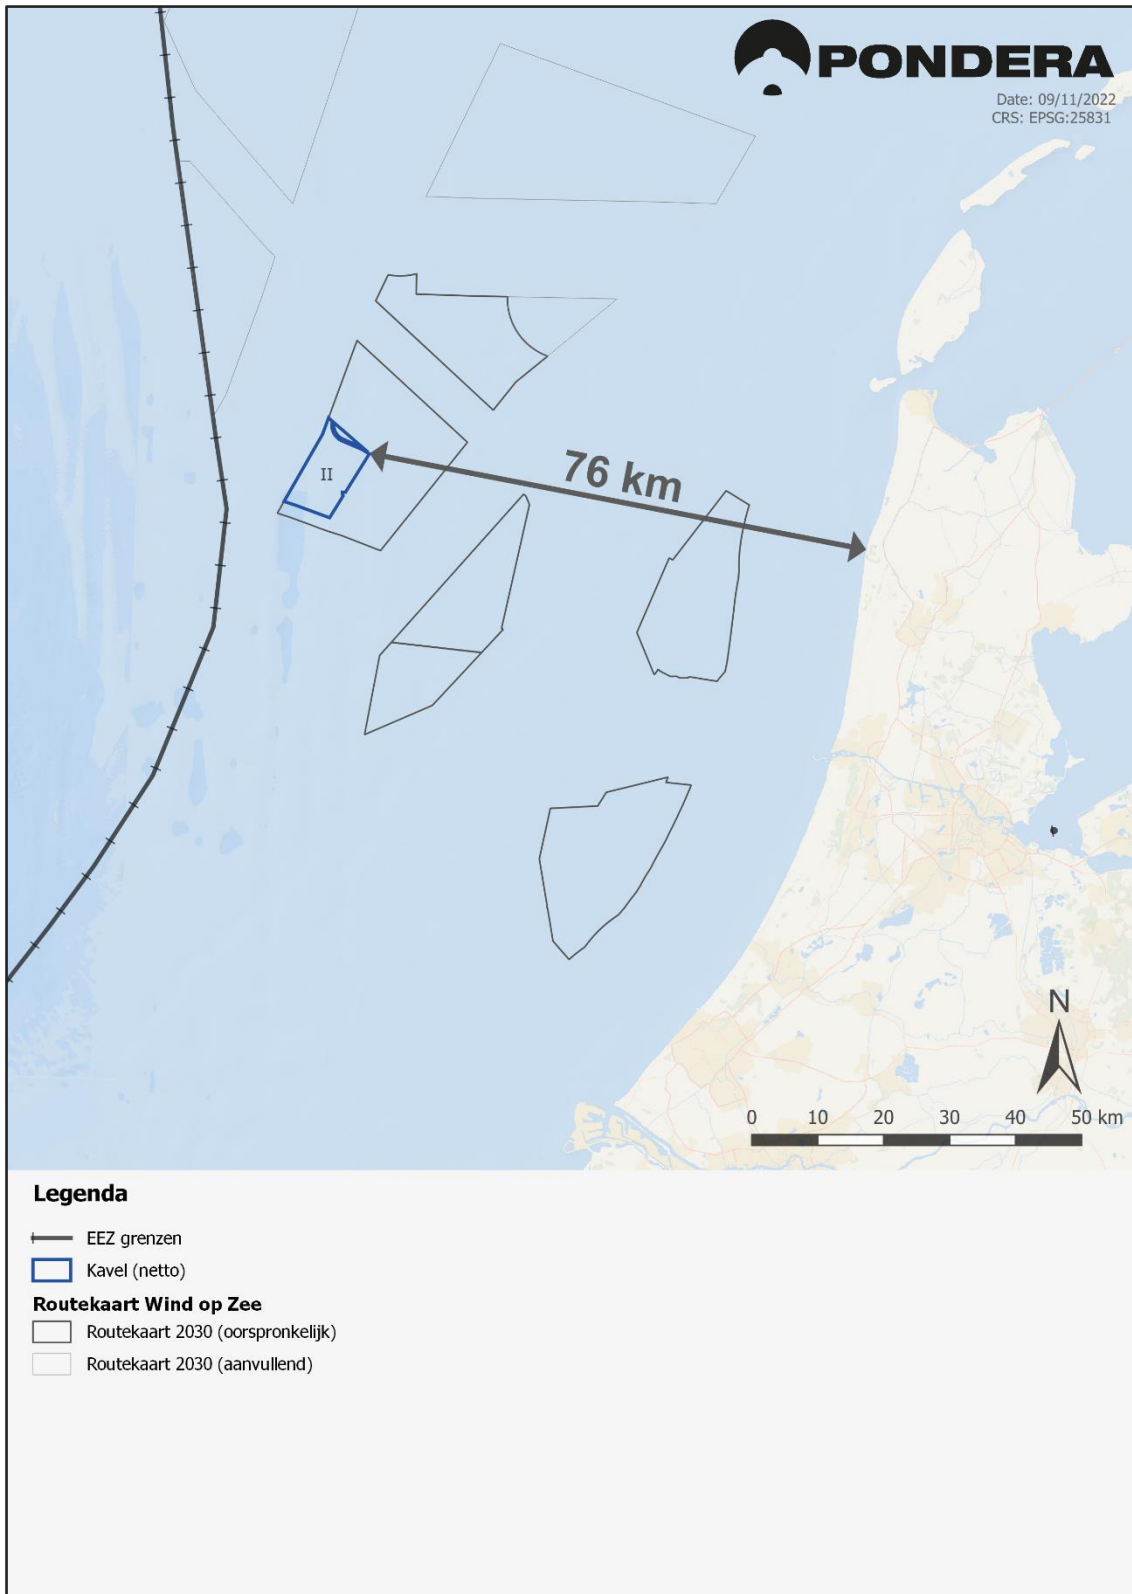 PONDERA
Date: 09/11/2022
CRS: EPSG:25831
76 km
II
N
0 10 20 30 40 50 km
Legenda
EEZ grenzen
Kavel (netto)
Routekaart Wind op Zee
Routekaart 2030 (oorspronkelijk)
Routekaart 2030 (aanvullend)